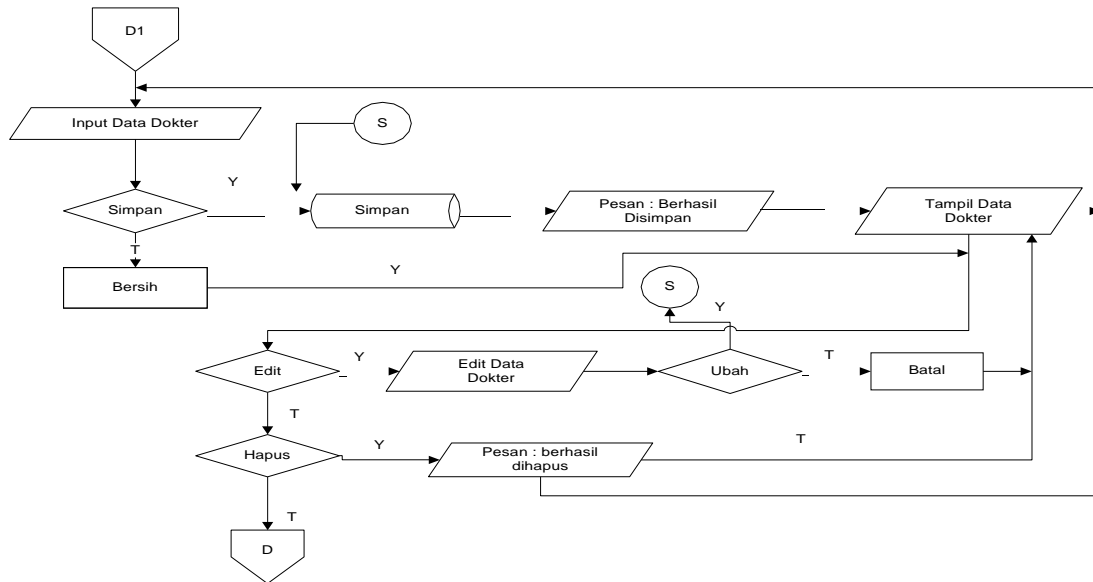 D1
Input Data Dokter
S
Y
Simpan
Simpan
Pesan : Berhasil
Disimpan
Tampil Data
Dokter
T
Bersih
Y
S
Y
Edit
Y
Edit Data
Dokter
Ubah
T
Batal
T
Hapus
Y
Pesan : berhasil
dihapus
T
T
D